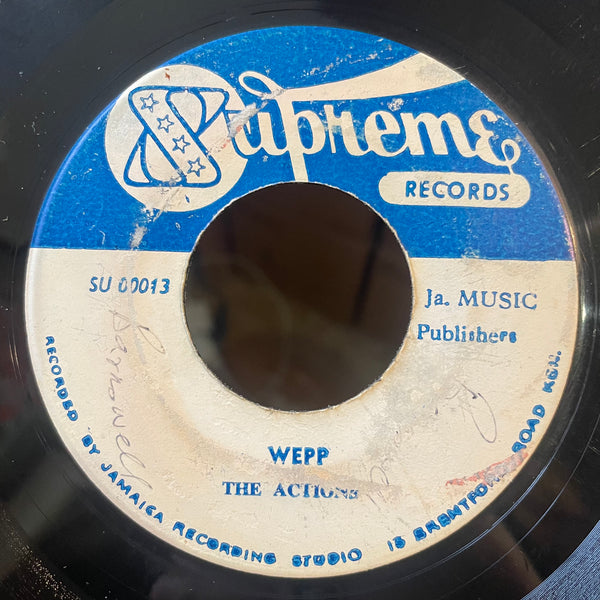 Supreme
RECORDS
SU 00013
Ja. MUSIC
Publishers
WEPP
THE ACTIONS
RECORDED BY JAMAICA RECORDING STUDIO 13 BRENTFORD ROAD KGN.